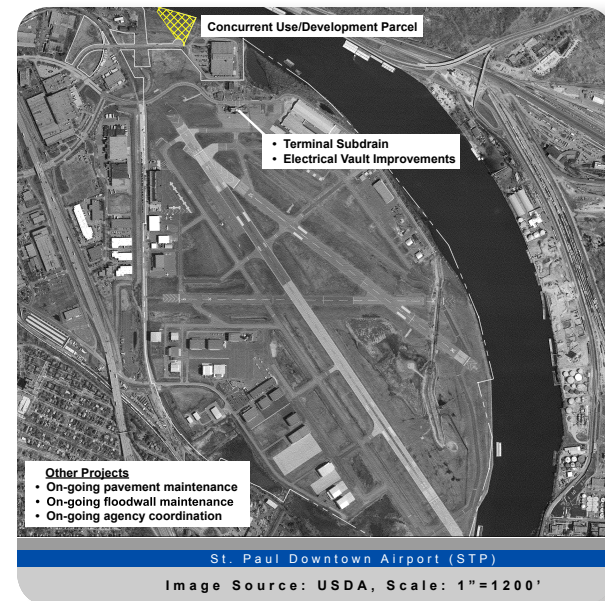 Concurrent Use/Development Parcel
• Terminal Subdrain
• Electrical Vault Improvements
Other Projects
• On-going pavement maintenance
• On-going floodwall maintenance
• On-going agency coordination
St. Paul Downtown Airport (STP)
Image Source: USDA, Scale: 1”=1200’